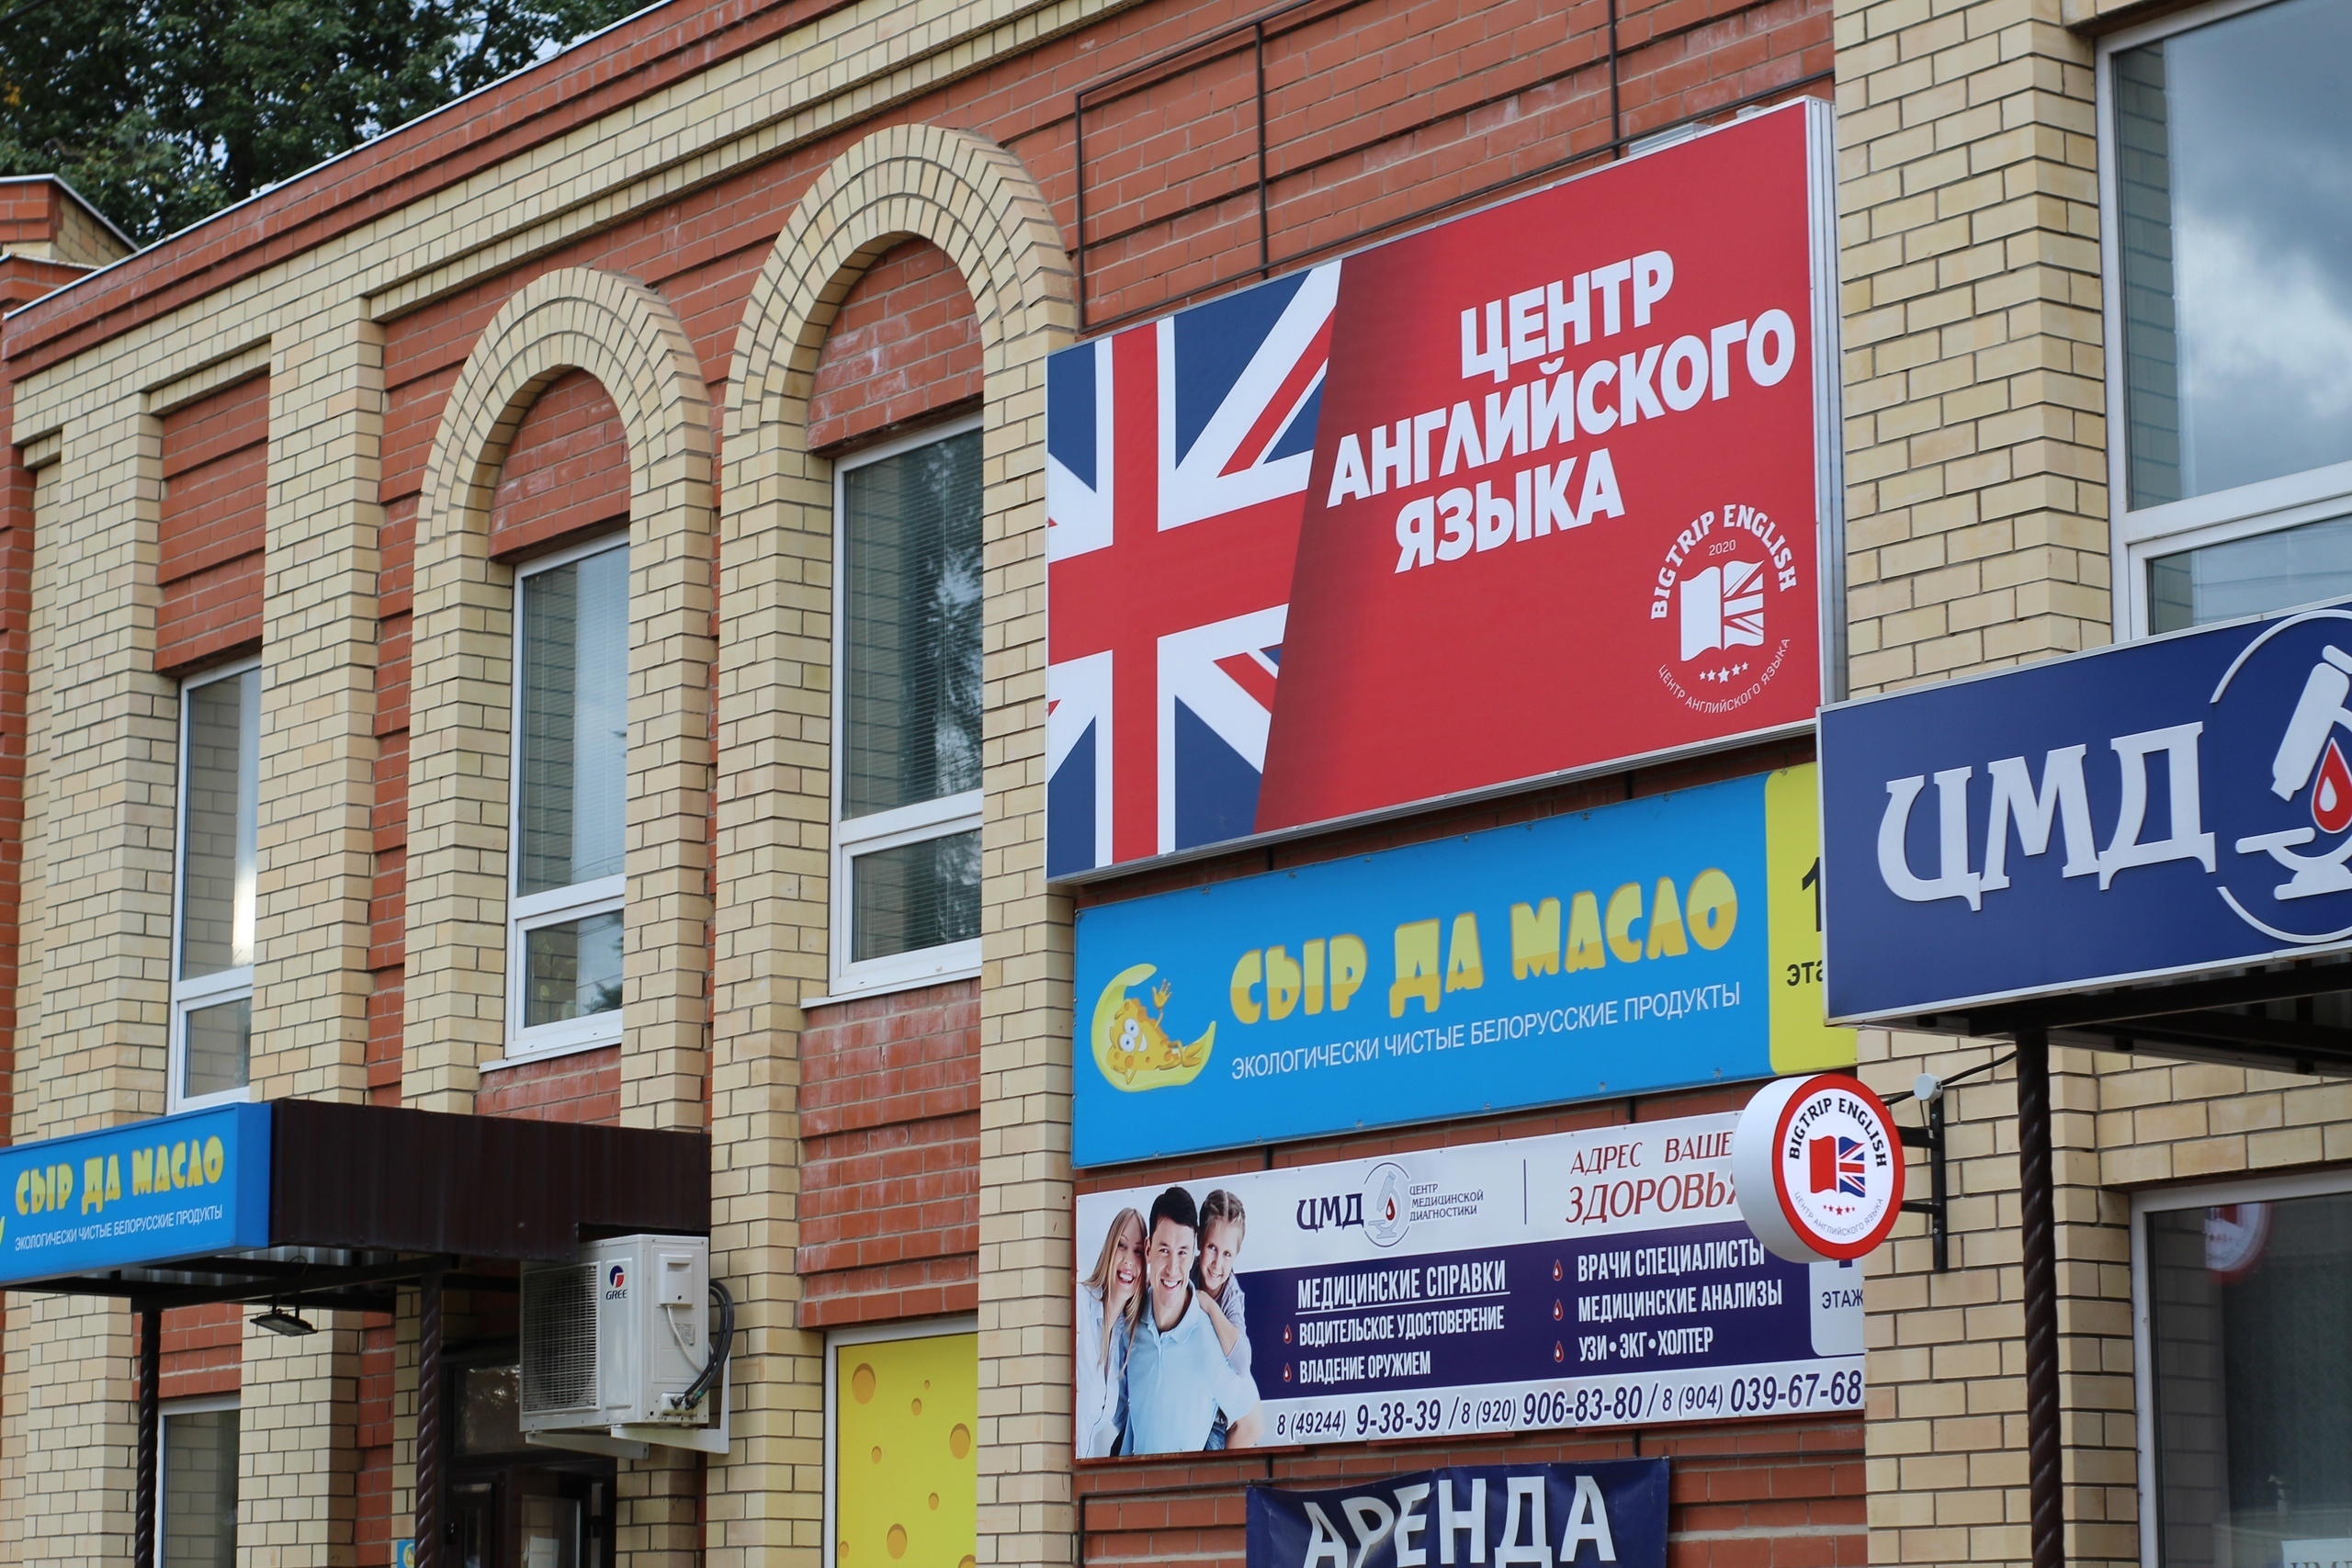 ЦЕНТР
АНГЛИЙСКОГО
ЯЗЫКА
BIGTRIP ENGLISH
2020
ЦЕНТР АНГЛИЙСКОГО ЯЗЫКА
ЦМД
СЫР ДА МАСЛО
ЭКОЛОГИЧЕСКИ ЧИСТЫЕ БЕЛОРУССКИЕ ПРОДУКТЫ
1
СЫР ДА МАСЛО
ЭКОЛОГИЧЕСКИ ЧИСТЫЕ БЕЛОРУССКИЕ ПРОДУКТЫ
GREE
BIGTRIP ENGLISH
ЦЕНТР АНГЛИЙСКОГО ЯЗЫКА
ЦМД
ЦЕНТР
МЕДИЦИНСКОЙ
ДИАГНОСТИКИ
АДРЕС ВАШЕ
ЗДОРОВЬЯ
МЕДИЦИНСКИЕ СПРАВКИ
ВОДИТЕЛЬСКОЕ УДОСТОВЕРЕНИЕ
ВЛАДЕНИЕ ОРУЖИЕМ
ВРАЧИ СПЕЦИАЛИСТЫ
МЕДИЦИНСКИЕ АНАЛИЗЫ
УЗИ • ЭКГ • ХОЛТЕР
ЭТАЖ
8 (49244) 9-38-39 / 8 (920) 906-83-80 / 8 (904) 039-67-68
АРЕНДА